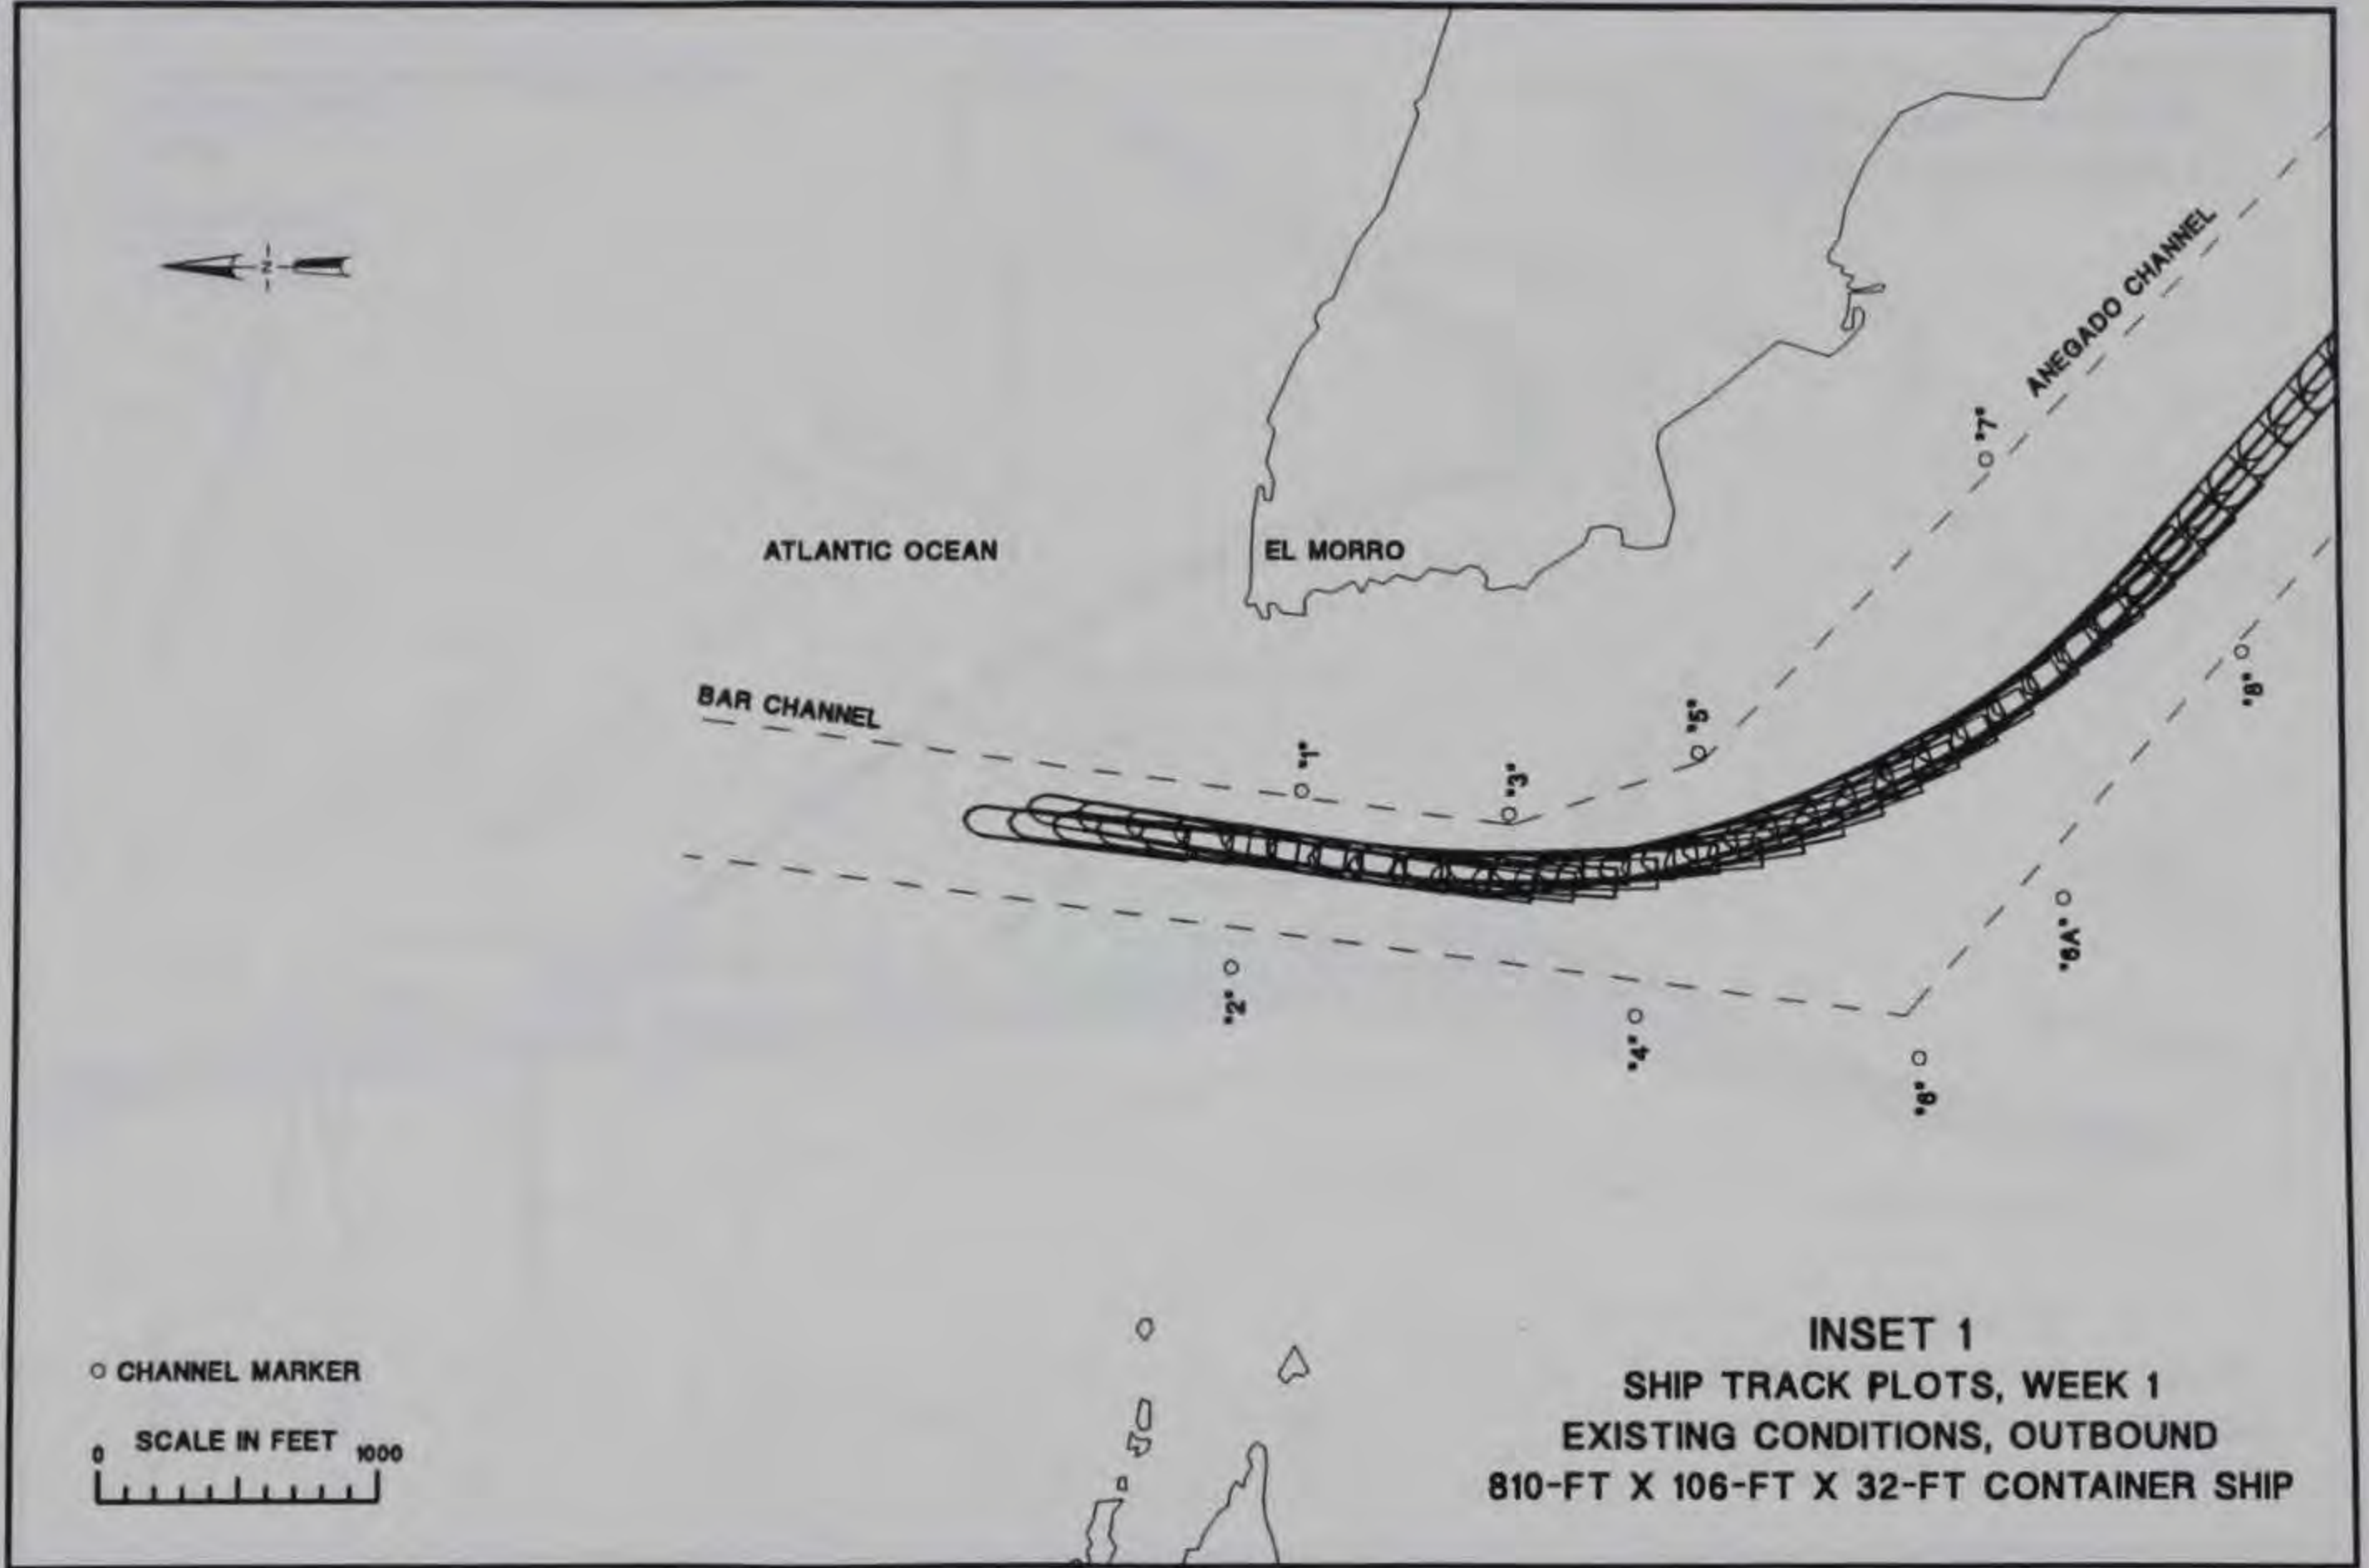 N
ANEGADO CHANNEL
"7"
ATLANTIC OCEAN
EL MORRO
BAR CHANNEL
"1"
"3"
"5"
"8"
"2"
"4"
"6A"
"6"
CHANNEL MARKER
SCALE IN FEET
0 1000
INSET 1
SHIP TRACK PLOTS, WEEK 1
EXISTING CONDITIONS, OUTBOUND
810-FT X 106-FT X 32-FT CONTAINER SHIP